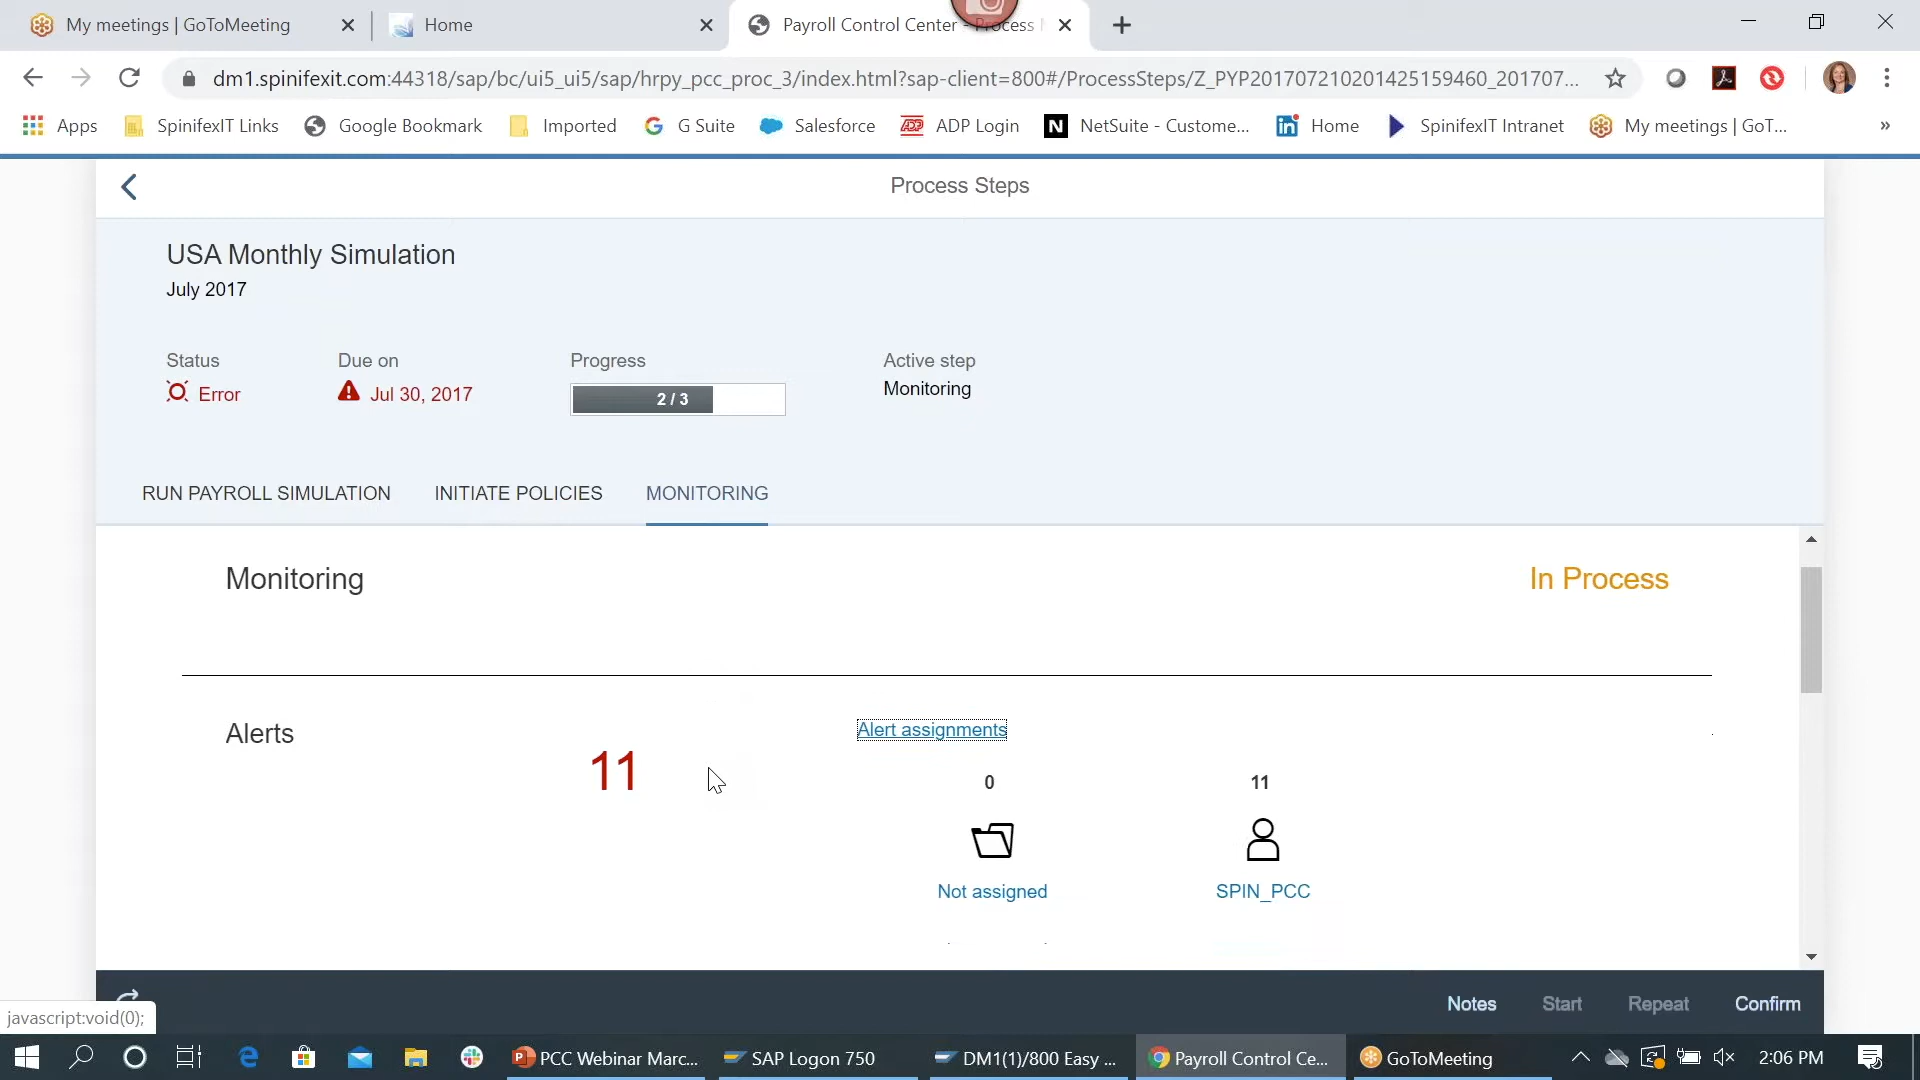 My meetings | GoToMeeting
Home
Payroll Control Center - Process
dm1.spinifexit.com:44318/sap/bc/ui5_ui5/sap/hrpy_pcc_proc_3/index.html?sap-client=800#/ProcessSteps/Z_PYP201707210201425159460_201707...
Apps
SpinifexIT Links
Google Bookmark
Imported
G Suite
Salesforce
ADP Login
NetSuite - Custome...
Home
SpinifexIT Intranet
My meetings | GoT...
»
Process Steps
USA Monthly Simulation
July 2017
Status
Due on
Progress
Active step
Error
Jul 30, 2017
2 / 3
Monitoring
RUN PAYROLL SIMULATION
INITIATE POLICIES
MONITORING
Monitoring
In Process
Alerts
11
Alert assignments
0
11
Not assigned
SPIN_PCC
Notes
Start
Repeat
Confirm
javascript:void(0);
PCC Webinar Marc...
SAP Logon 750
DM1(1)/800 Easy ...
Payroll Control Ce...
GoToMeeting
2:06 PM